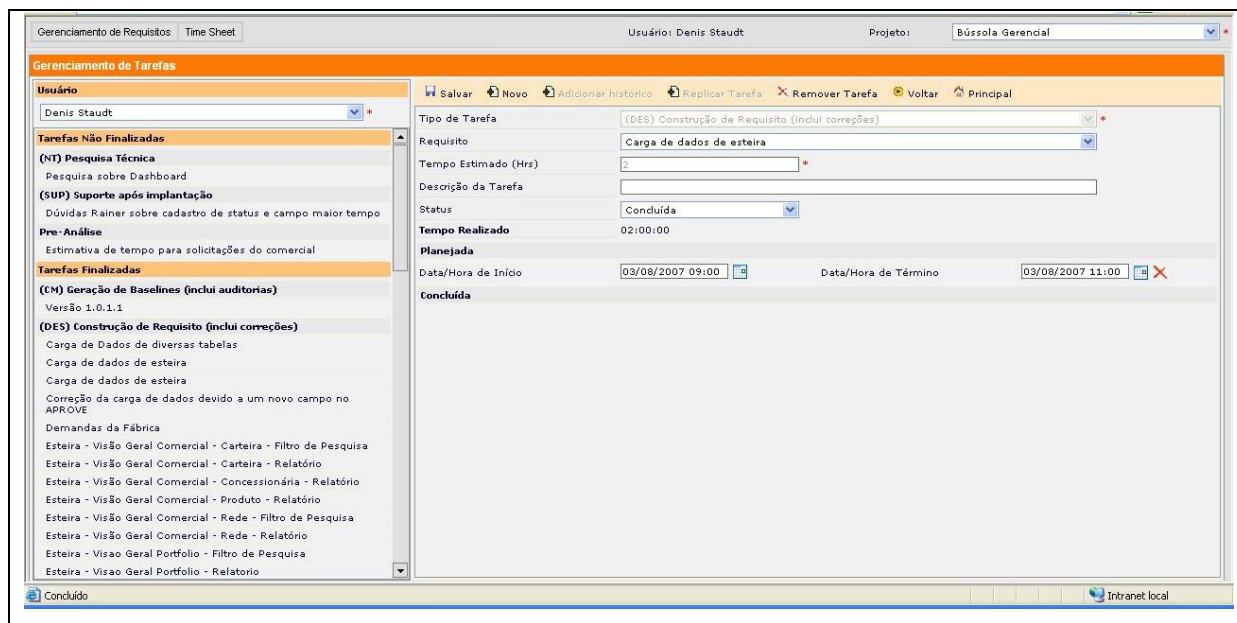 Gerenciamento de Requisitos Time Sheet Usuário: Denis Staudt Projeto: Bússola Gerencial *
Gerenciamento de Tarefas
Usuário
Denis Staudt *
Tarefas Não Finalizadas
(NT) Pesquisa Técnica
Pesquisa sobre Dashboard
(SUP) Suporte após implantação
Dúvidas Rainer sobre cadastro de status e campo maior tempo
Pre-Análise
Estimativa de tempo para solicitações do comercial
Tarefas Finalizadas
(CM) Geração de Baselines (inclui auditorias)
Versão 1.0.1.1
(DES) Construção de Requisito (inclui correções)
Carga de Dados de diversas tabelas
Carga de dados de esteira
Carga de dados de esteira
Correção da carga de dados devido a um novo campo no
APROVE
Demandas da Fábrica
Esteira - Visão Geral Comercial - Carteira - Filtro de Pesquisa
Esteira - Visão Geral Comercial - Carteira - Relatório
Esteira - Visão Geral Comercial - Concessionária - Relatório
Esteira - Visão Geral Comercial - Produto - Relatório
Esteira - Visão Geral Comercial - Rede - Filtro de Pesquisa
Esteira - Visão Geral Comercial - Rede - Relatório
Esteira - Visao Geral Portfolio - Filtro de Pesquisa
Esteira - Visao Geral Portfolio - Relatorio
Salvar Novo Adicionar histórico Replicar Tarefa Remover Tarefa Voltar Principal
Tipo de Tarefa (DES) Construção de Requisito (inclui correções) *
Requisito Carga de dados de esteira
Tempo Estimado (Hrs) 2 *
Descrição da Tarefa
Status Concluída
Tempo Realizado 02:00:00
Planejada
Data/Hora de Início 03/08/2007 09:00 Data/Hora de Término 03/08/2007 11:00
Concluída
Concluído Intranet local